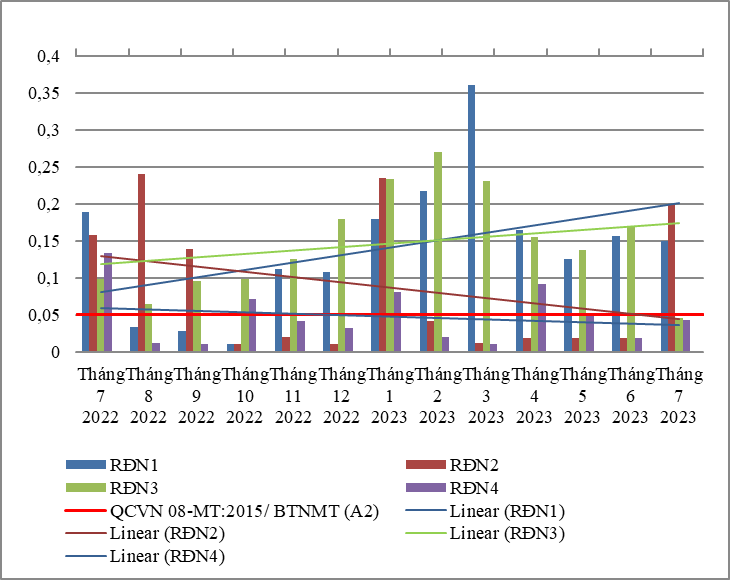 0,4
0,35
0,3
0,25
0,2
0,15
0,1
0,05
0
Tháng Tháng Tháng Tháng Tháng Tháng Tháng Tháng Tháng Tháng Tháng Tháng Tháng
7 8 9 10 11 12 1 2 3 4 5 6 7
2022 2022 2022 2022 2022 2022 2023 2023 2023 2023 2023 2023 2023
RĐN1 RĐN2
RĐN3 RĐN4
QCVN 08-MT:2015/ BTNMT (A2) Linear (RĐN1)
Linear (RĐN2) Linear (RĐN3)
Linear (RĐN4)